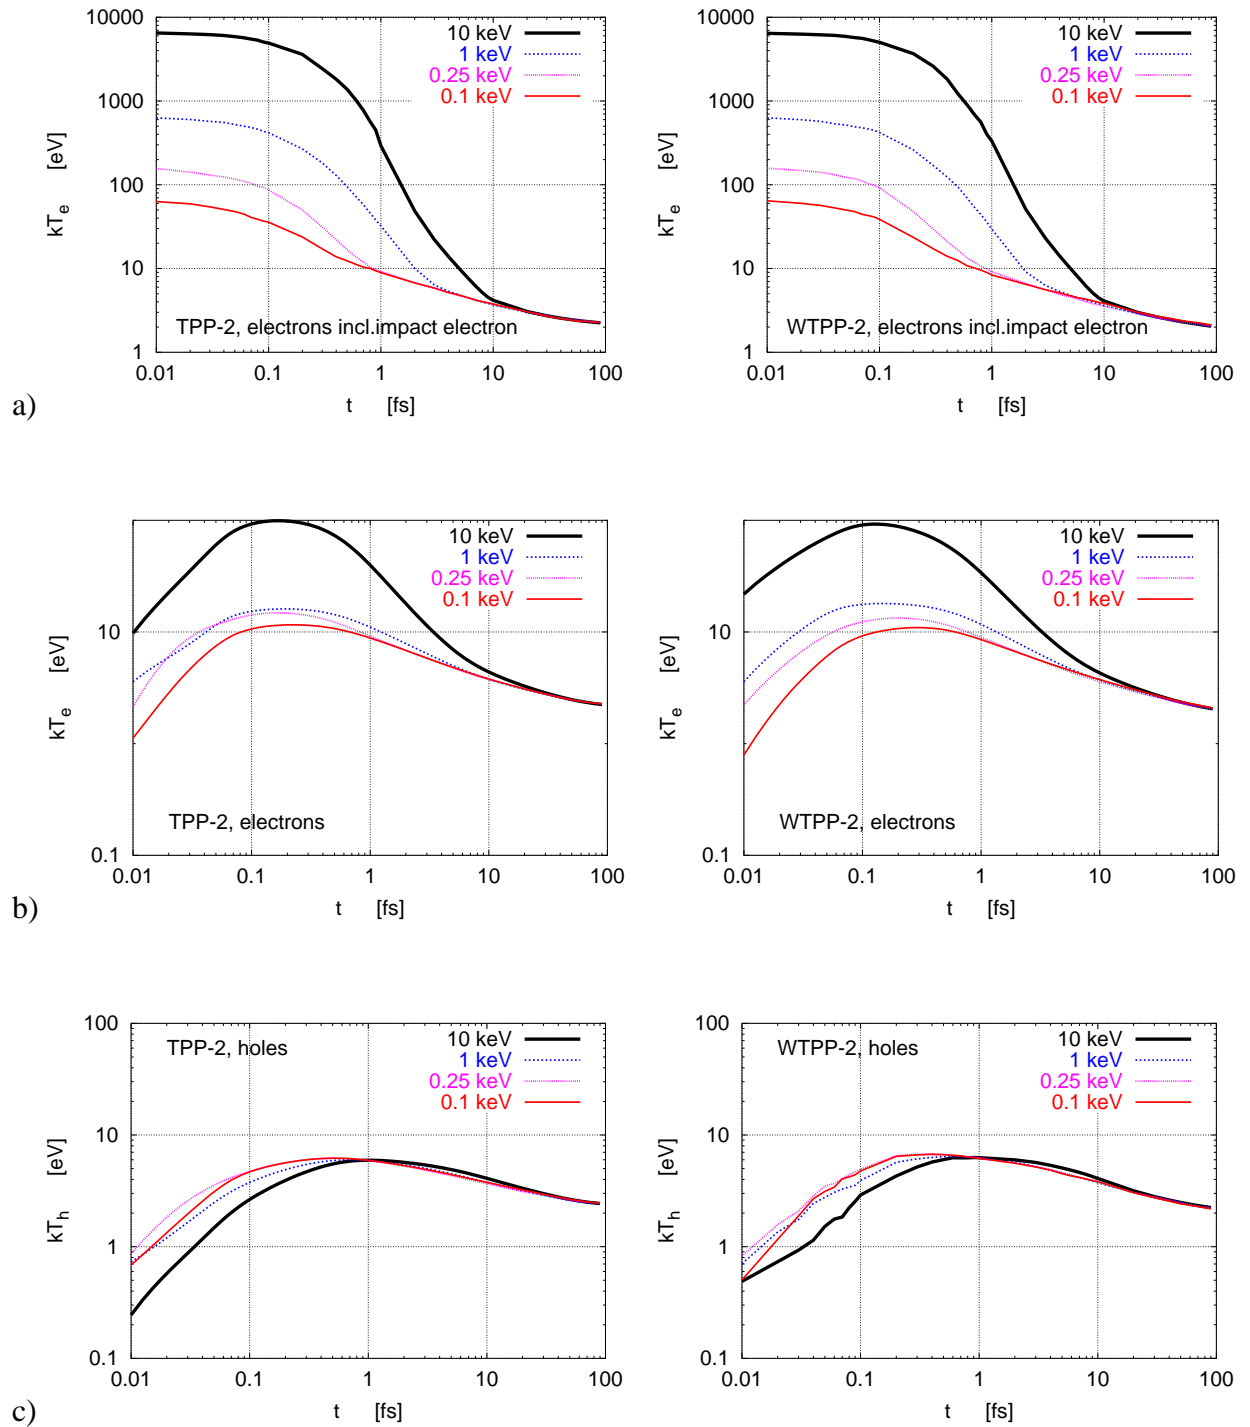 10000
1000
100
10
1
kT_e [eV]
10 keV
1 keV
0.25 keV
0.1 keV
TPP-2, electrons incl.impact electron
0.01 0.1 1 10 100
t [fs]
10000
1000
100
10
1
kT_e [eV]
10 keV
1 keV
0.25 keV
0.1 keV
WTPP-2, electrons incl.impact electron
0.01 0.1 1 10 100
t [fs]
a)
10
0.1
kT_e [eV]
10 keV
1 keV
0.25 keV
0.1 keV
TPP-2, electrons
0.01 0.1 1 10 100
t [fs]
10
0.1
kT_e [eV]
10 keV
1 keV
0.25 keV
0.1 keV
WTPP-2, electrons
0.01 0.1 1 10 100
t [fs]
b)
100
10
1
0.1
kT_h [eV]
TPP-2, holes
10 keV
1 keV
0.25 keV
0.1 keV
0.01 0.1 1 10 100
t [fs]
100
10
1
0.1
kT_h [eV]
WTPP-2, holes
10 keV
1 keV
0.25 keV
0.1 keV
0.01 0.1 1 10 100
t [fs]
c)